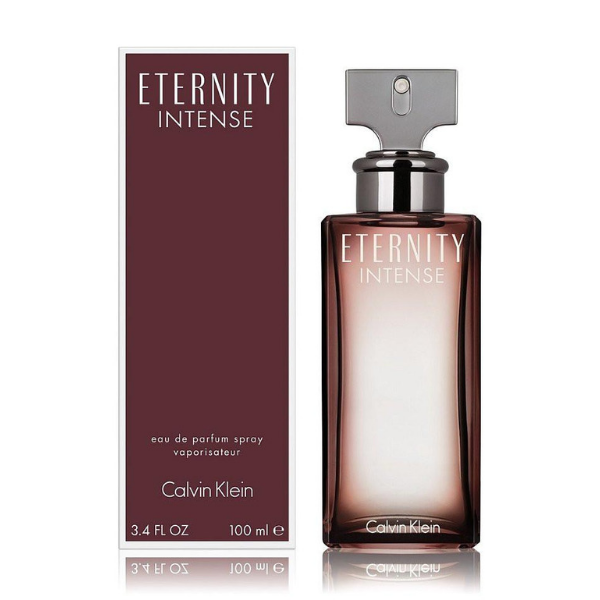 ETERNITY
INTENSE
eau de parfum spray
vaporisateur
Calvin Klein
3.4 FL OZ 100 ml ℮
ETERNITY
INTENSE
Calvin Klein